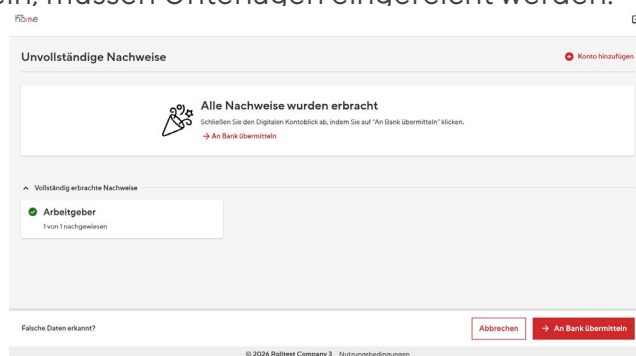 müssen Unterlagen eingereicht werden.
home
Unvollständige Nachweise
Konto hinzufügen
Alle Nachweise wurden erbracht
Schließen Sie den Digitalen Kontoblick ab, indem Sie auf "An Bank übermitteln" klicken.
→ An Bank übermitteln
Vollständig erbrachte Nachweise
Arbeitgeber
1 von 1 nachgewiesen
Falsche Daten erkannt?
Abbrechen
→ An Bank übermitteln
© 2026 Rolltest Company 3 Nutzungsbedingungen